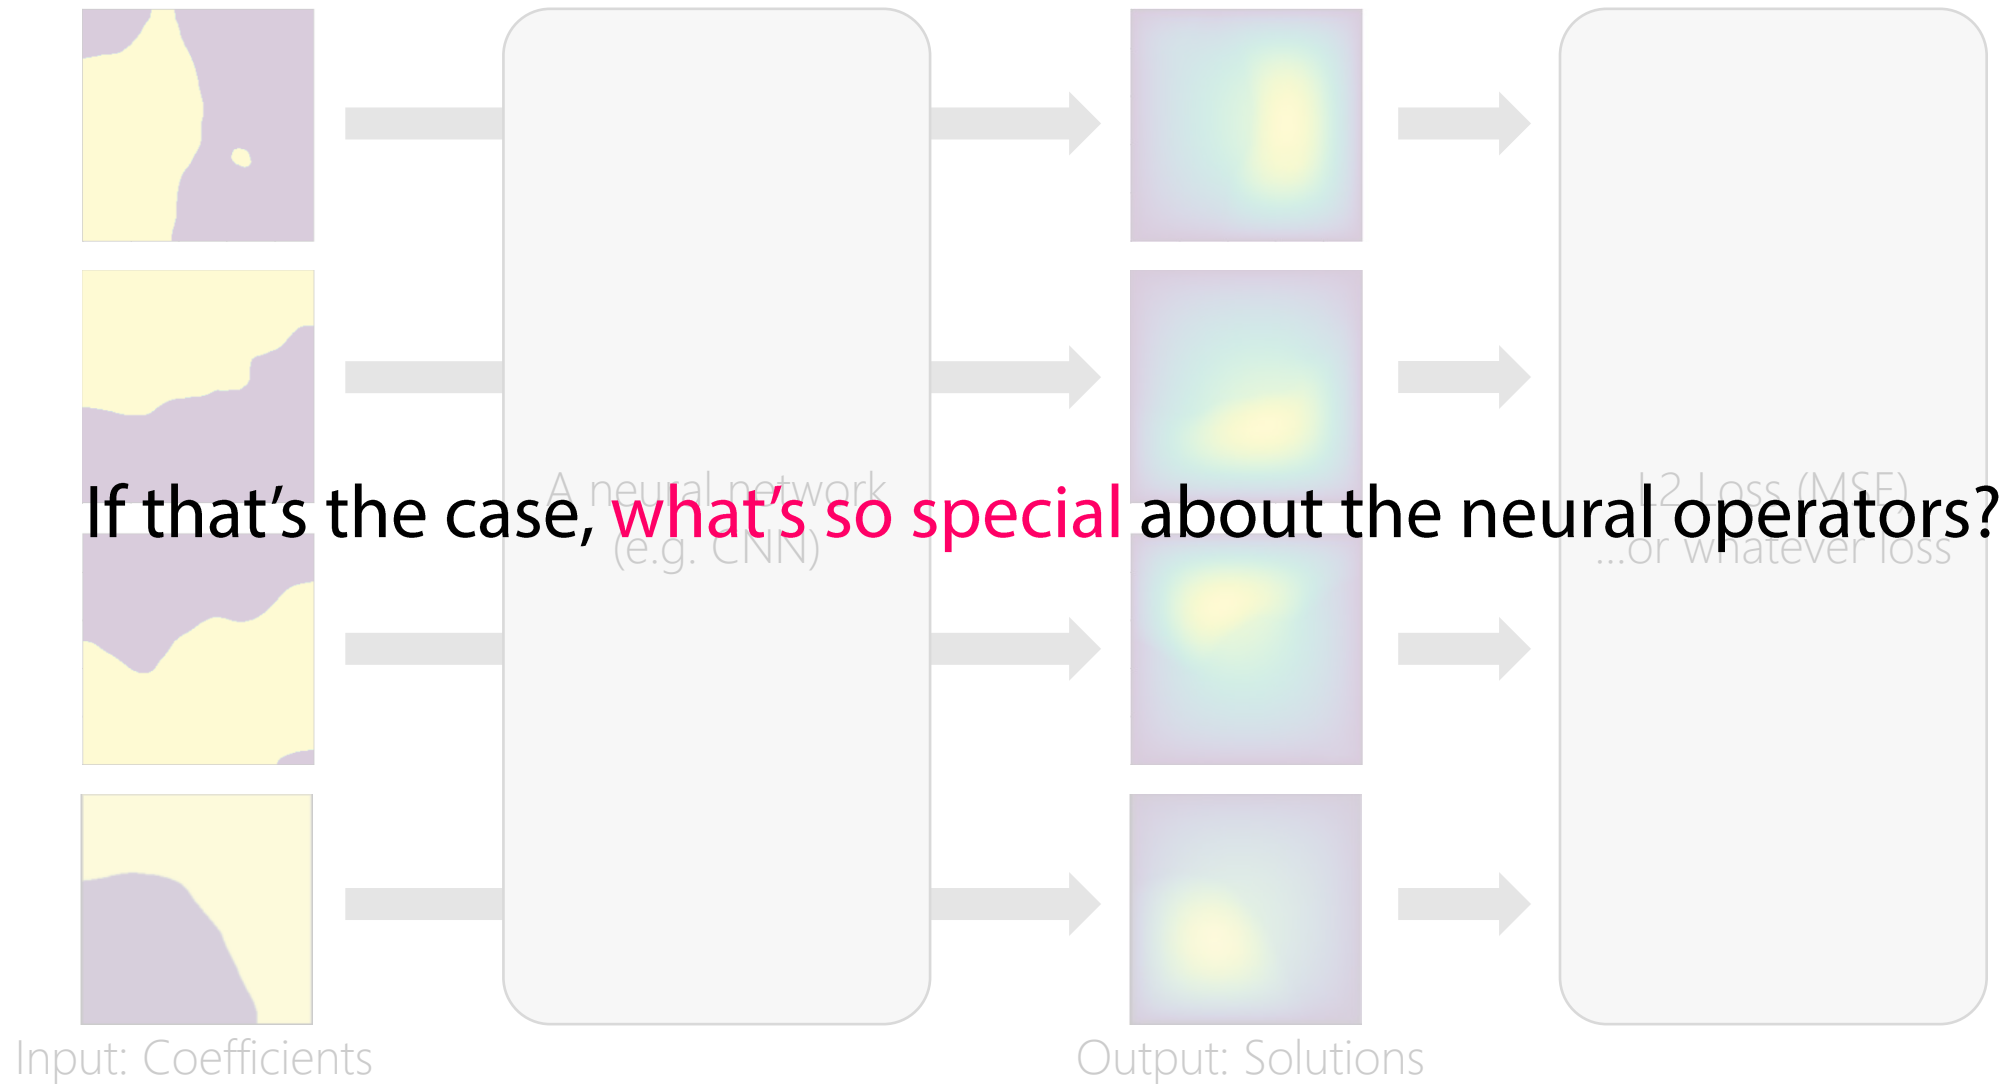 A neural network
(e.g. CNN)
L2 Loss (MSE)
...or whatever loss
If that's the case, what's so special about the neural operators?
Input: Coefficients
Output: Solutions